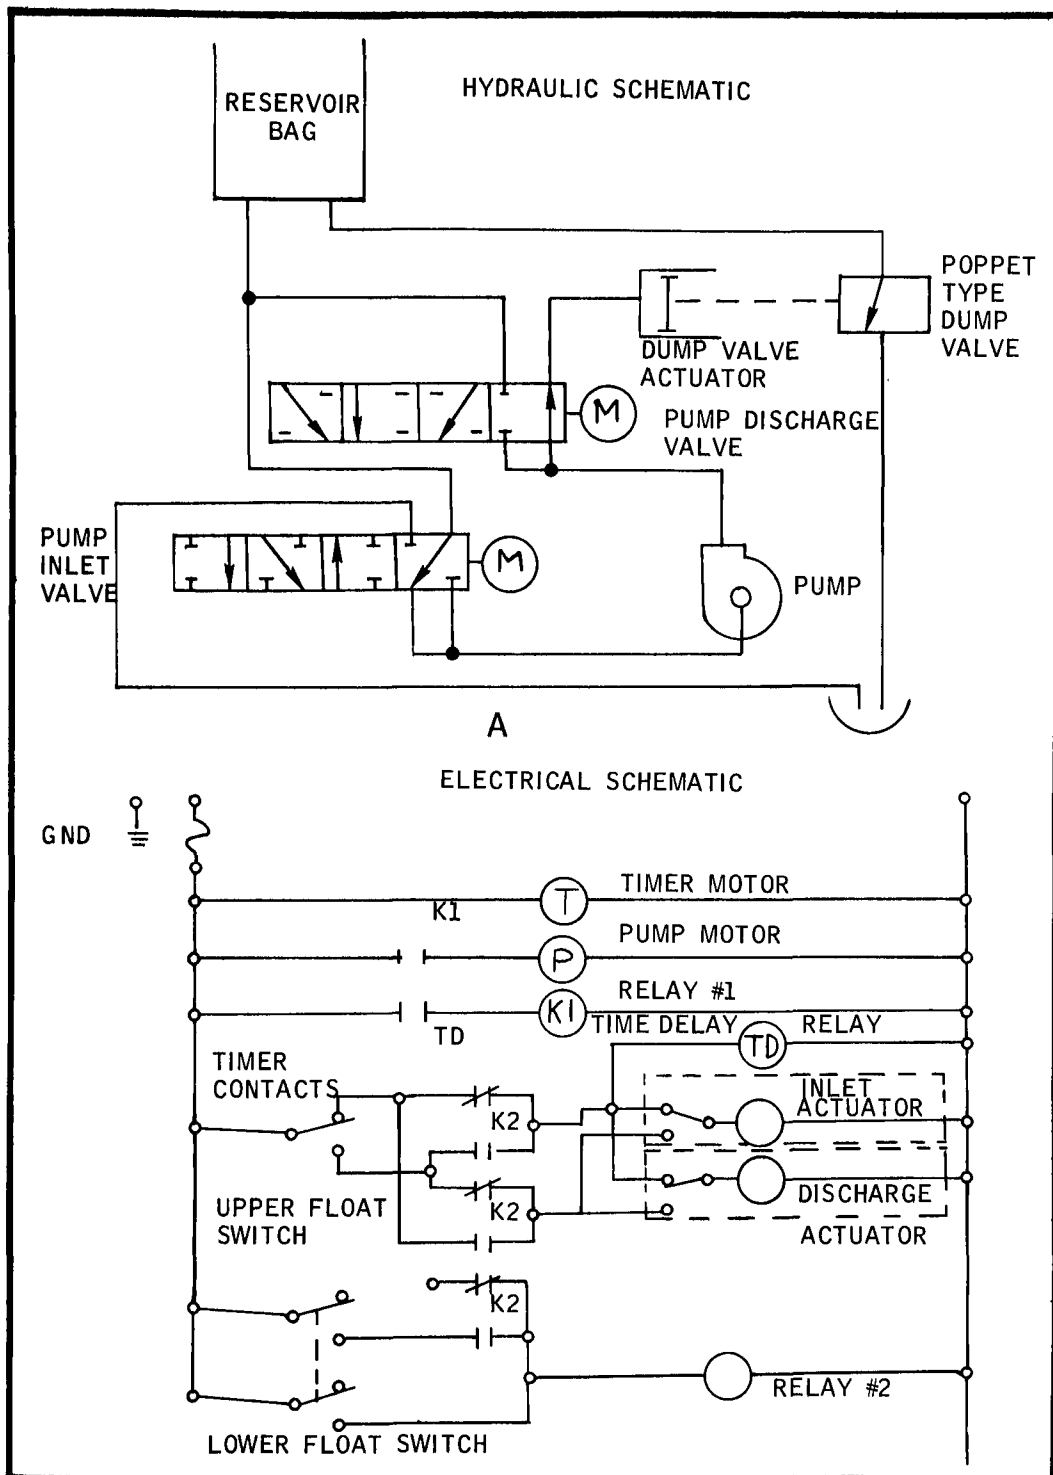 HYDRAULIC SCHEMATIC
RESERVOIR
BAG
POPPET
TYPE
DUMP
VALVE
DUMP VALVE
ACTUATOR
M
PUMP DISCHARGE
VALVE
PUMP
INLET
VALVE
M
PUMP
A
ELECTRICAL SCHEMATIC
GND
T
TIMER MOTOR
K1
P
PUMP MOTOR
K1
RELAY #1
TD
TIME DELAY
RELAY
TD
TIMER
CONTACTS
INLET
ACTUATOR
K2
UPPER FLOAT
SWITCH
K2
DISCHARGE
ACTUATOR
K2
RELAY #2
LOWER FLOAT SWITCH